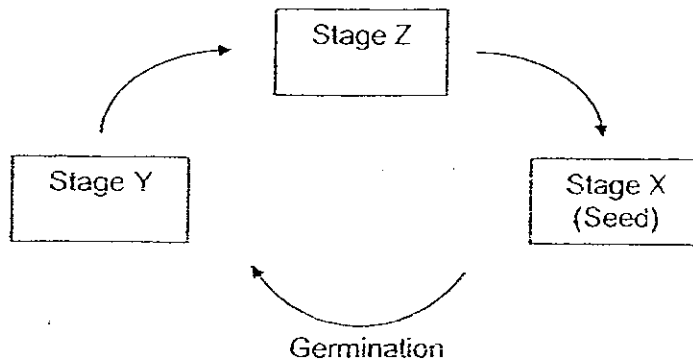 Stage Z
Stage Y
Stage X
(Seed)
Germination